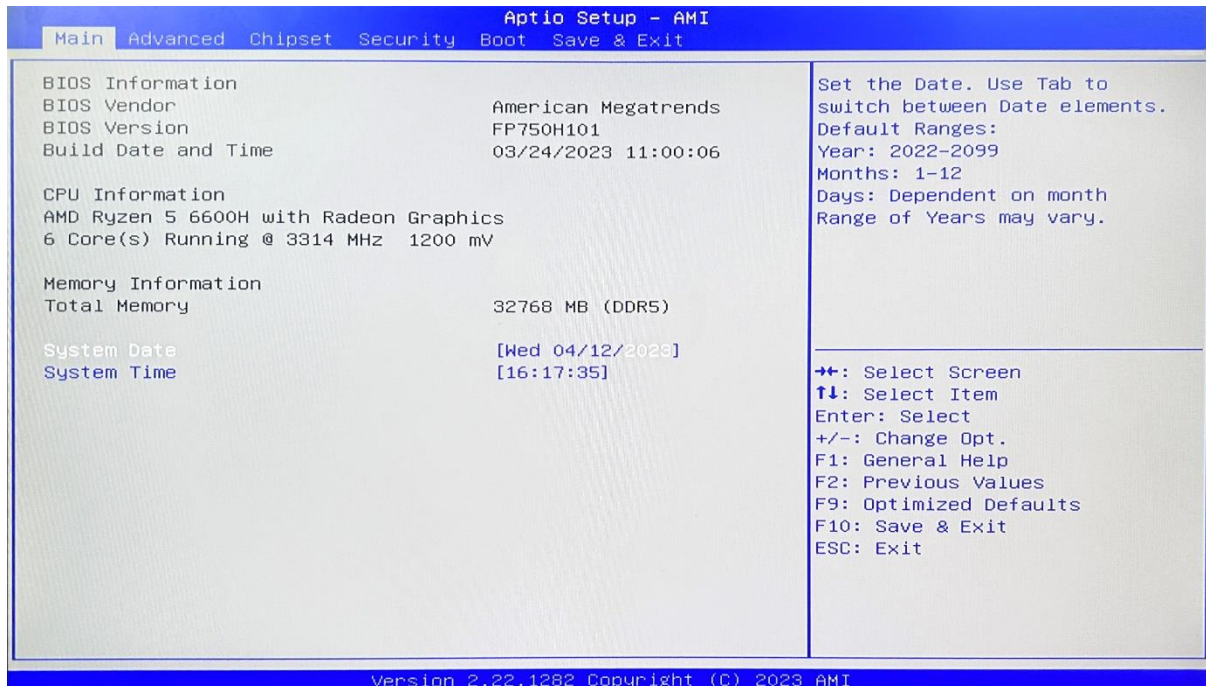 Aptio Setup – AMI
Main Advanced Chipset Security Boot Save & Exit
BIOS Information
BIOS Vendor American Megatrends
BIOS Version FP750H101
Build Date and Time 03/24/2023 11:00:06
CPU Information
AMD Ryzen 5 6600H with Radeon Graphics
6 Core(s) Running @ 3314 MHz 1200 mV
Memory Information
Total Memory 32768 MB (DDR5)
System Date [Wed 04/12/2023]
System Time [16:17:35]
Set the Date. Use Tab to
switch between Date elements.
Default Ranges:
Year: 2022-2099
Months: 1-12
Days: Dependent on month
Range of Years may vary.
→←: Select Screen
↑↓: Select Item
Enter: Select
+/-: Change Opt.
F1: General Help
F2: Previous Values
F9: Optimized Defaults
F10: Save & Exit
ESC: Exit
Version 2.22.1282 Copyright (C) 2023 AMI